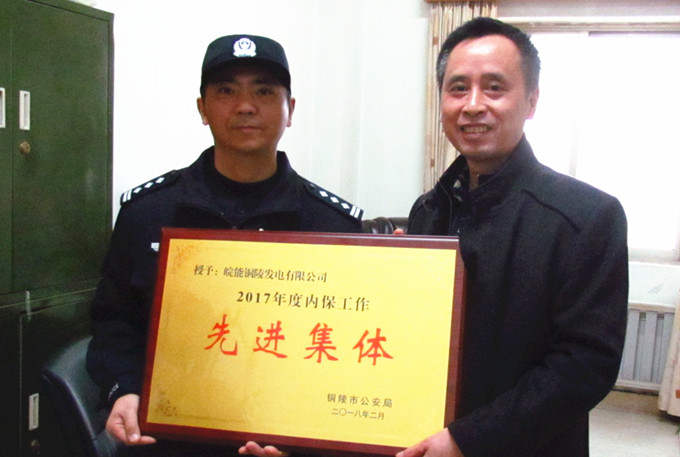 授予：皖能铜陵发电有限公司
2017年度内保工作
先进集体
铜陵市公安局
二〇一八年二月